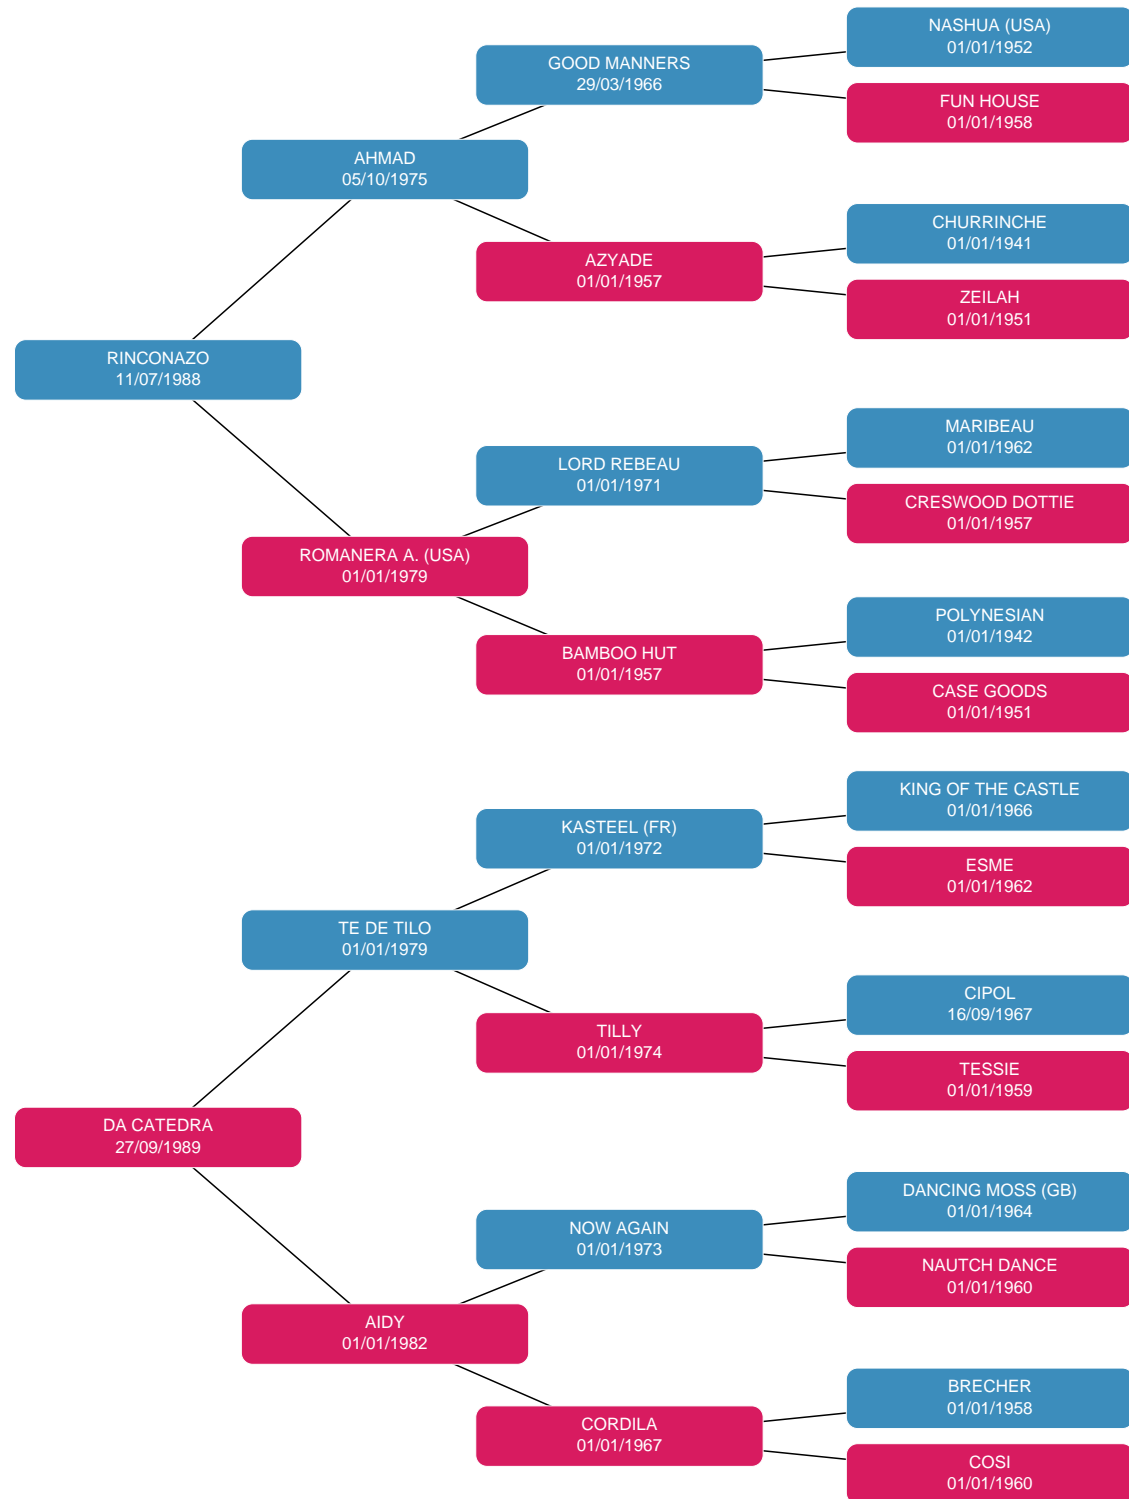 NASHUA (USA)
01/01/1952
GOOD MANNERS
29/03/1966
FUN HOUSE
01/01/1958
AHMAD
05/10/1975
CHURRINCHE
01/01/1941
AZYADE
01/01/1957
ZEILAH
01/01/1951
RINCONAZO
11/07/1988
MARIBEAU
01/01/1962
LORD REBEAU
01/01/1971
CRESWOOD DOTTIE
01/01/1957
ROMANERA A. (USA)
01/01/1979
POLYNESIAN
01/01/1942
BAMBOO HUT
01/01/1957
CASE GOODS
01/01/1951
KING OF THE CASTLE
01/01/1966
KASTEEL (FR)
01/01/1972
ESME
01/01/1962
TE DE TILO
01/01/1979
CIPOL
16/09/1967
TILLY
01/01/1974
TESSIE
01/01/1959
DA CATEDRA
27/09/1989
DANCING MOSS (GB)
01/01/1964
NOW AGAIN
01/01/1973
NAUTCH DANCE
01/01/1960
AIDY
01/01/1982
BRECHER
01/01/1958
CORDILA
01/01/1967
COSI
01/01/1960